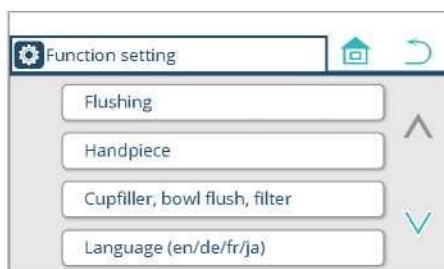 Function setting
Flushing
Handpiece
Cupfiller, bowl flush, filter
Language (en/de/fr/ja)